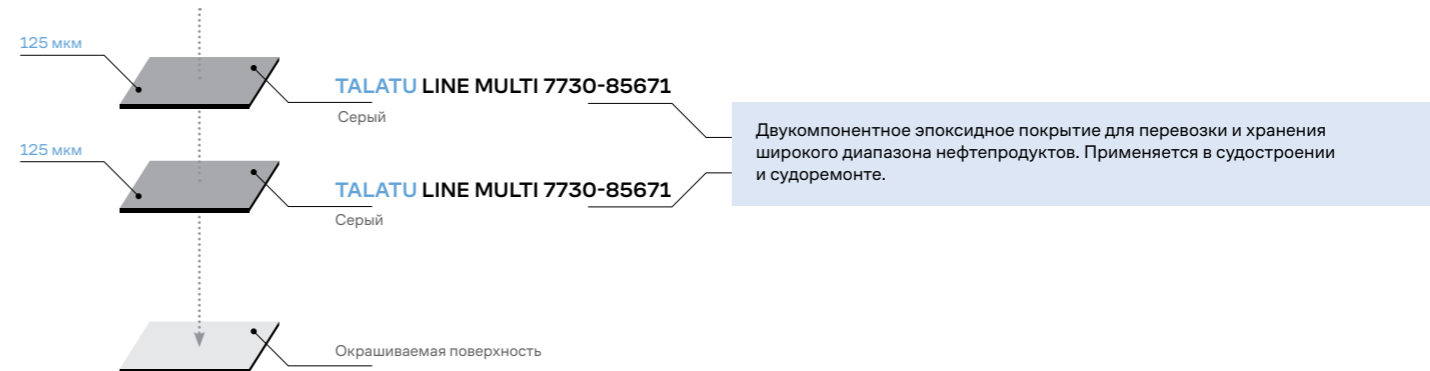 125 мкм
TALATU LINE MULTI 7730-85671
Серый
Двукомпонентное эпоксидное покрытие для перевозки и хранения
широкого диапазона нефтепродуктов. Применяется в судостроении
и судоремонте.
125 мкм
TALATU LINE MULTI 7730-85671
Серый
Окрашиваемая поверхность